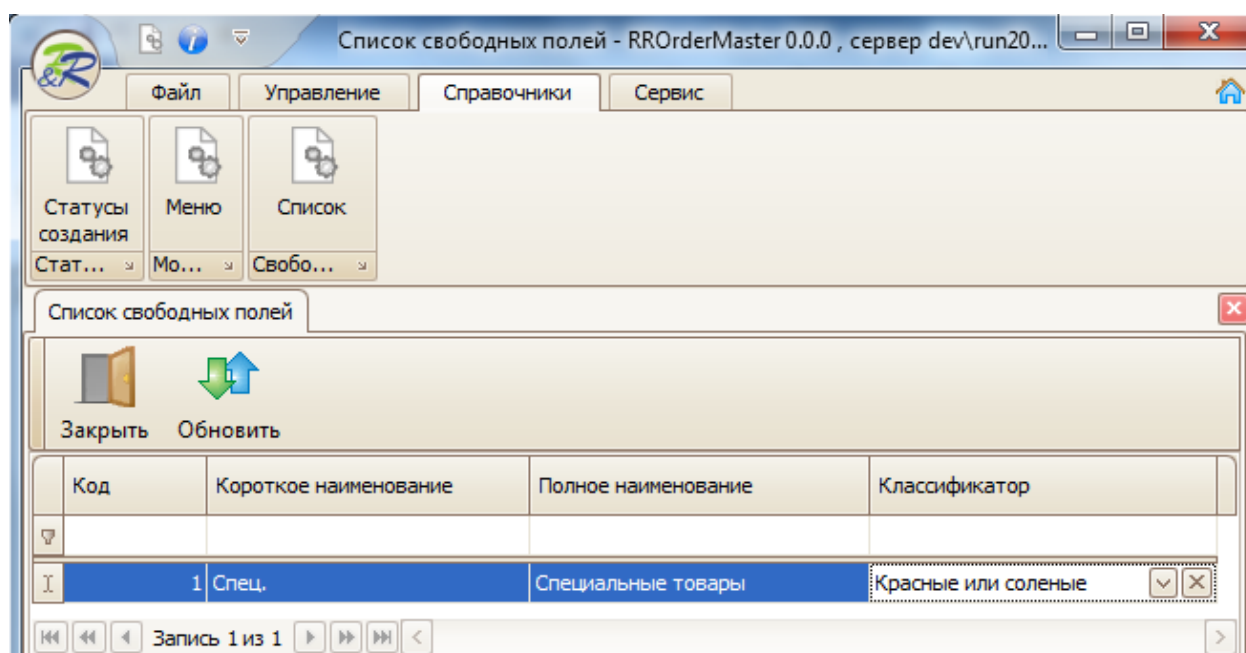 Список свободных полей - RROrderMaster 0.0.0 , сервер dev\run20...
&R
Файл Управление Справочники Сервис
Статусы создания Меню Список
Стат... Мо... Свобо...
Список свободных полей
Закрыть Обновить
Код Короткое наименование Полное наименование Классификатор
1 Спец. Специальные товары Красные или соленые
Запись 1 из 1